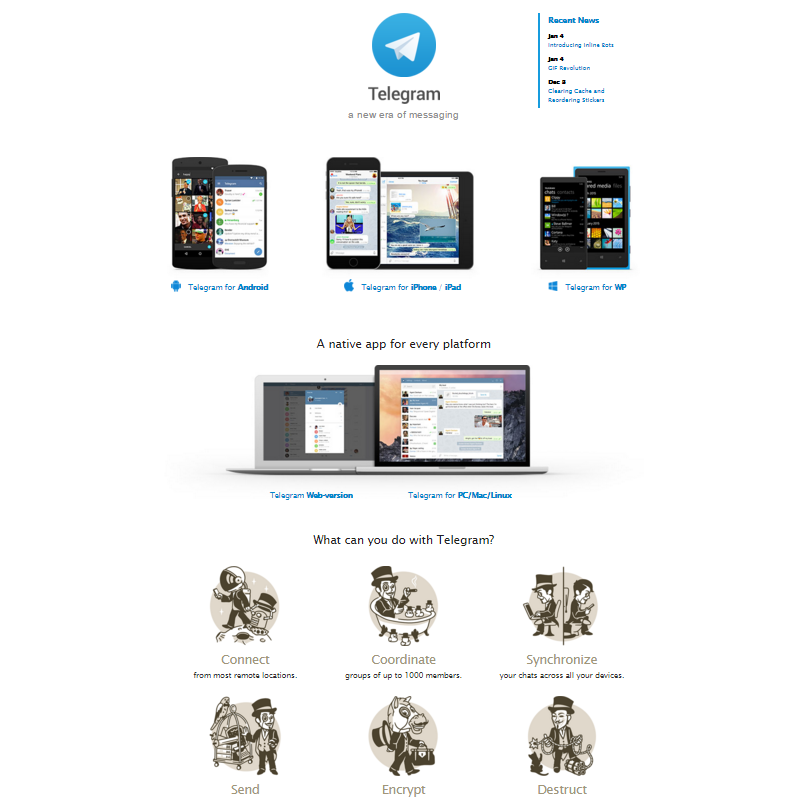 Telegram
a new era of messaging
Recent News
Jan 4
Introducing Inline Bots
Jan 4
GIF Revolution
Dec 3
Clearing Cache and
Reordering Stickers
Telegram for Android
Telegram for iPhone / iPad
Telegram for WP
A native app for every platform
Telegram Web-version
Telegram for PC/Mac/Linux
What can you do with Telegram?
Connect
from most remote locations.
Coordinate
groups of up to 1000 members.
Synchronize
your chats across all your devices.
Send
Encrypt
Destruct